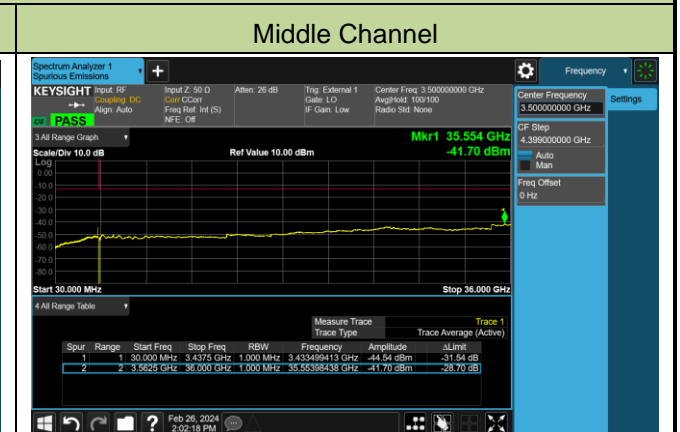 Middle Channel
Spectrum Analyzer 1
Spurious Emissions
Frequency
KEYSIGHT
Input: RF
Coupling: DC
Align: Auto
Input Z: 50 Ω
Corr CCorr
Freq Ref: Int (S)
NFE: Off
Atten: 26 dB
Trig: External 1
Gate: LO
IF Gain: Low
Center Freq: 3.500000000 GHz
Avg|Hold: 100/100
Radio Std: None
PASS
Center Frequency
3.500000000 GHz
Settings
CF Step
4.399000000 GHz
Auto
Man
Freq Offset
0 Hz
3 All Range Graph
Mkr1 35.554 GHz
-41.70 dBm
Scale/Div 10.0 dB
Ref Value 10.00 dBm
Log
0.00
-10.0
-20.0
-30.0
-40.0
-50.0
-60.0
-70.0
-80.0
1
Start 30.000 MHz
Stop 36.000 GHz
4 All Range Table
Measure Trace Trace 1
Trace Type Trace Average (Active)
Spur Range Start Freq Stop Freq RBW Frequency Amplitude ΔLimit
1 1 30.000 MHz 3.4375 GHz 1.000 MHz 3.433499413 GHz -44.54 dBm -31.54 dB
2 2 3.5625 GHz 36.000 GHz 1.000 MHz 35.55398438 GHz -41.70 dBm -28.70 dB
Feb 26, 2024
2:02:18 PM